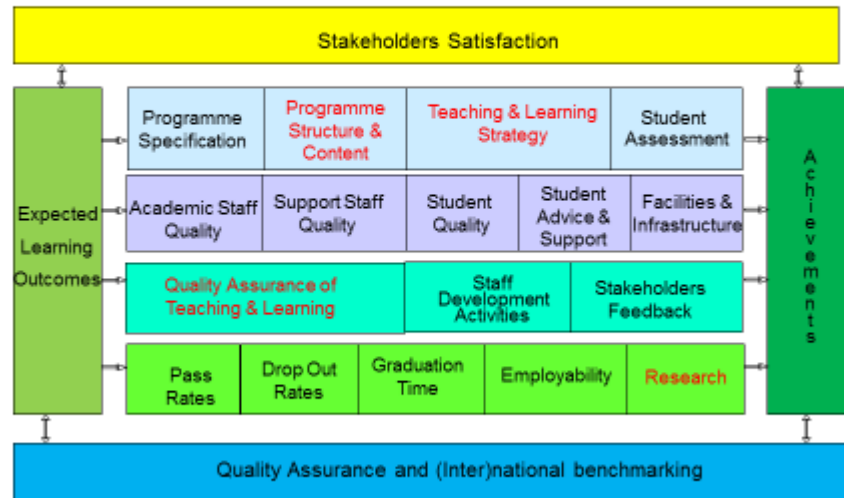 Stakeholders Satisfaction
Expected
Learning
Outcomes
Programme
Specification
Programme
Structure &
Content
Teaching & Learning
Strategy
Student
Assessment
Academic Staff
Quality
Support Staff
Quality
Student
Quality
Student
Advice &
Support
Facilities &
Infrastructure
Quality Assurance of
Teaching & Learning
Staff
Development
Activities
Stakeholders
Feedback
Pass
Rates
Drop Out
Rates
Graduation
Time
Employability
Research
Achievements
Quality Assurance and (Inter)national benchmarking